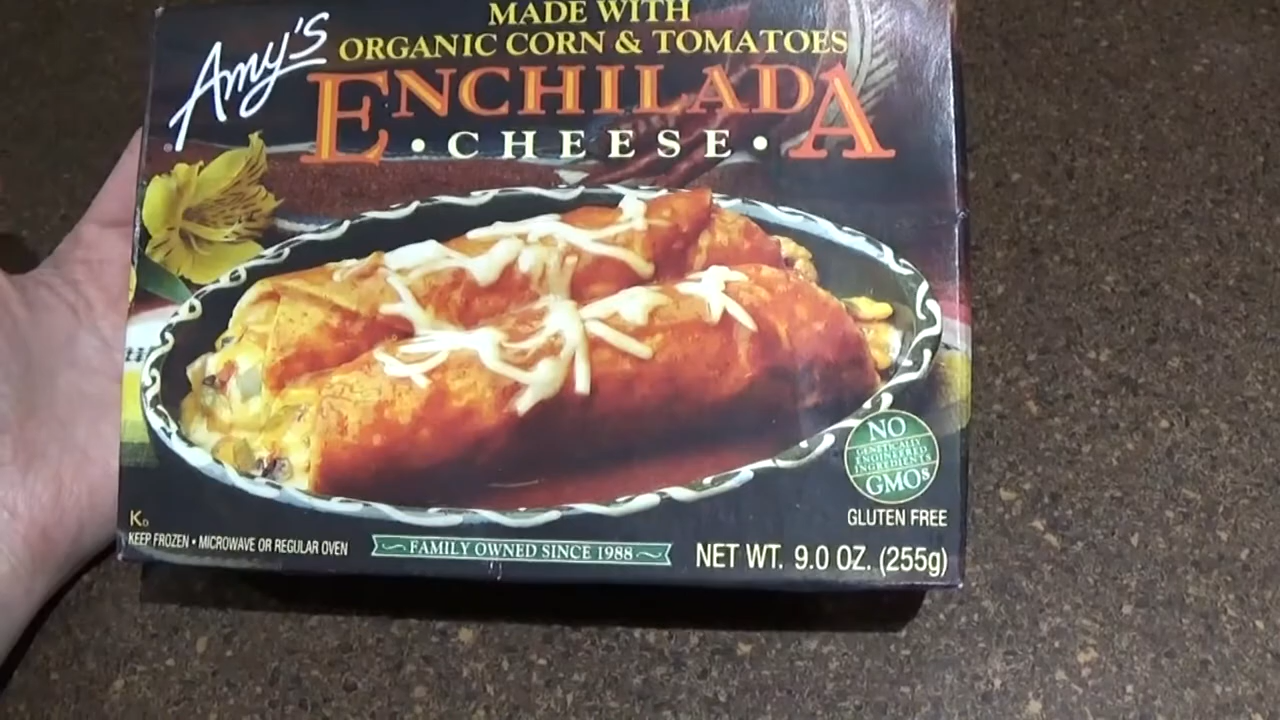 MADE WITH
ORGANIC CORN & TOMATOES
Amy's
ENCHILADA
• CHEESE •
NO
GENETICALLY
ENGINEERED
INGREDIENTS
GMOs
GLUTEN FREE
KD
KEEP FROZEN • MICROWAVE OR REGULAR OVEN
FAMILY OWNED SINCE 1988
NET WT. 9.0 OZ. (255g)